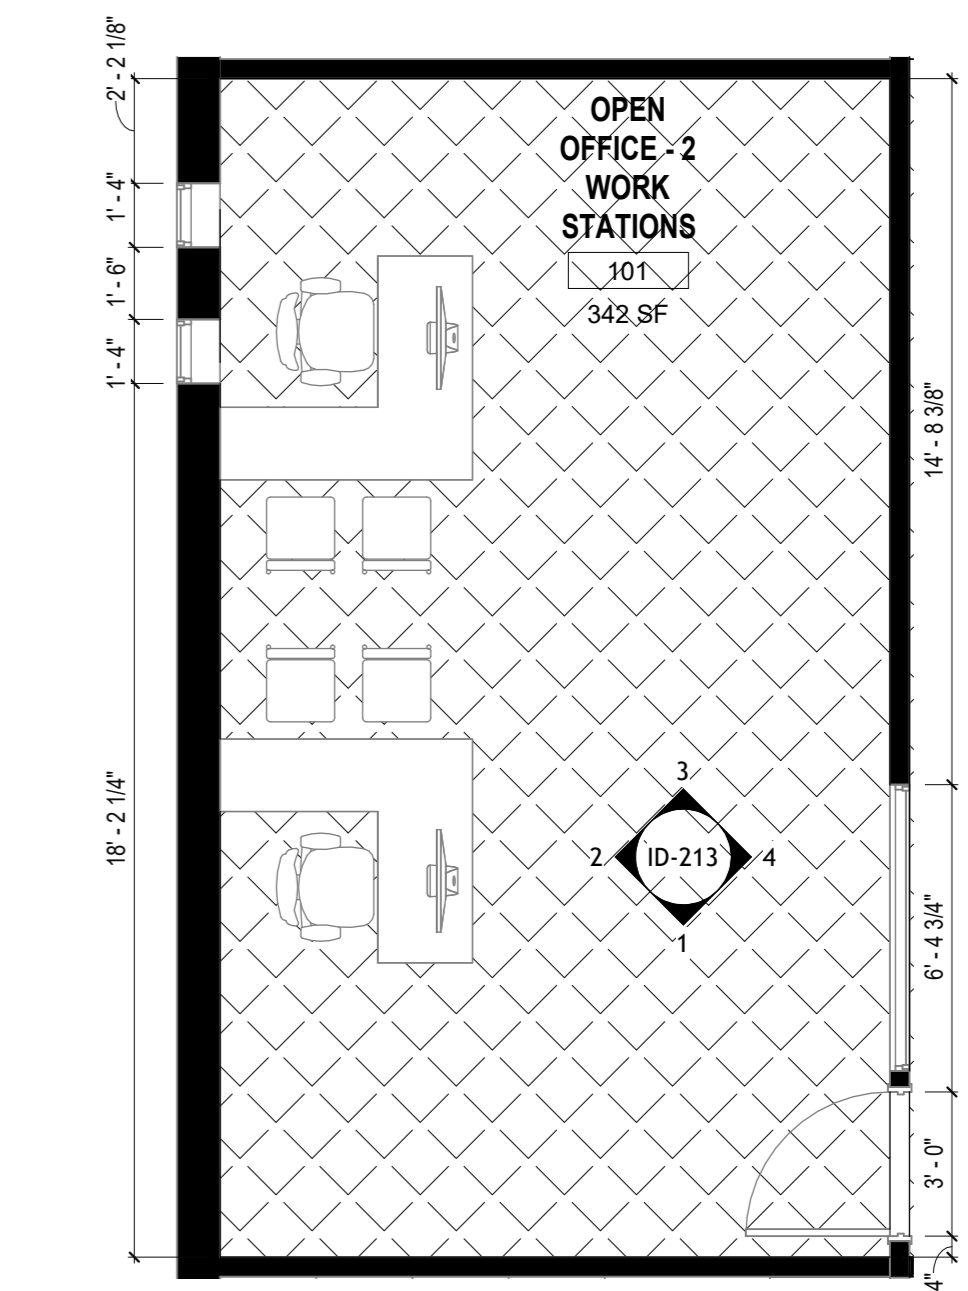 2' - 2 1/8"
1' - 4"
1' - 6"
1' - 4"
18' - 2 1/4"
OPEN
OFFICE - 2
WORK
STATIONS
101
342 SF
3
2
ID-213
4
1
14' - 8 3/8"
6' - 4 3/4"
3' - 0"
4"